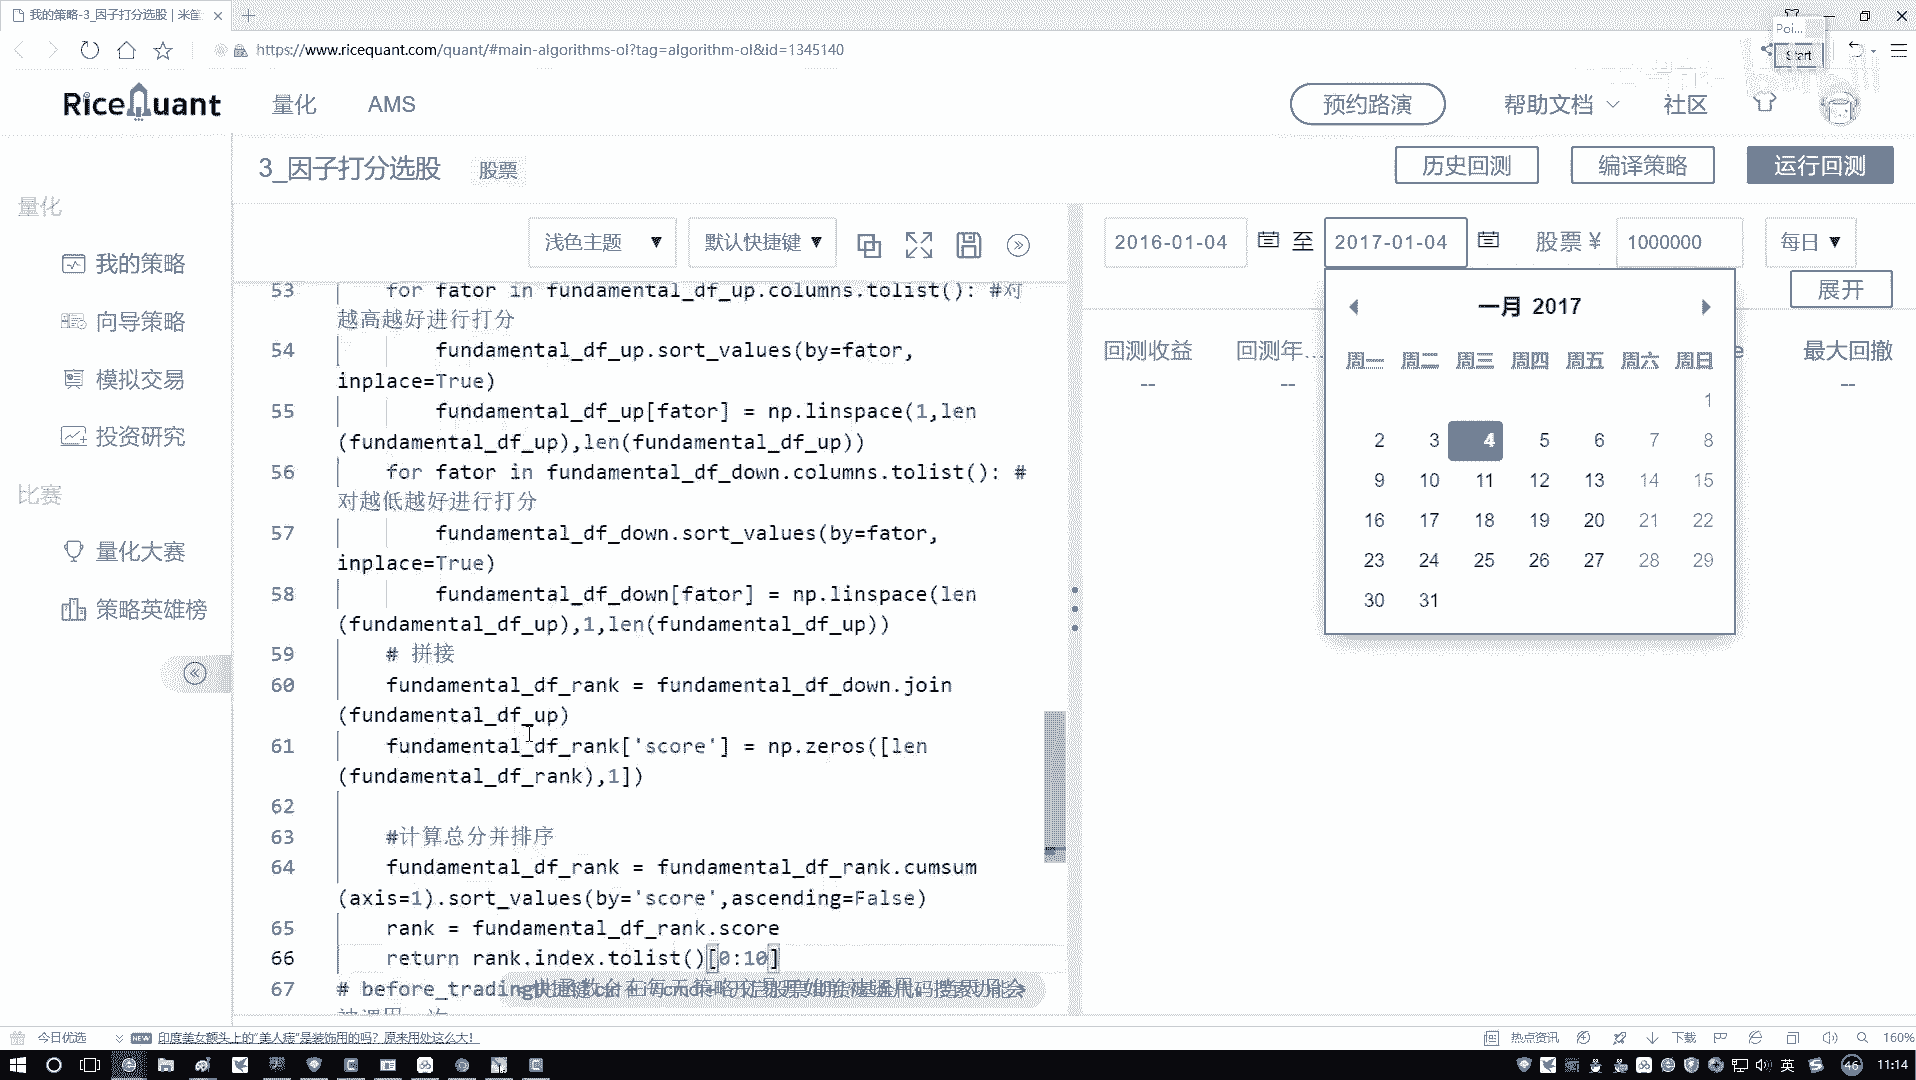 我的策略-3_因子打分选股 | 米筐
Poi...
Start
https://www.ricequant.com/quant/#main-algorithms-ol?tag=algorithm-ol&id=1345140
RiceQuant
量化
AMS
预约路演
帮助文档
社区
3_因子打分选股
股票
历史回测
编译策略
运行回测
量化
我的策略
向导策略
模拟交易
投资研究
比赛
量化大赛
策略英雄榜
浅色主题 ▼
默认快捷键 ▼
2016-01-04
至
2017-01-04
股票 ¥
1000000
每日 ▼
展开
回测收益
--
回测年...
--
最大回撤
--
一月 2017
周一 周二 周三 周四 周五 周六 周日
1
2 3 4 5 6 7 8
9 10 11 12 13 14 15
16 17 18 19 20 21 22
23 24 25 26 27 28 29
30 31
53 for fator in fundamental_df_up.columns.tolist(): #对
越高越好进行打分
54 fundamental_df_up.sort_values(by=fator,
inplace=True)
55 fundamental_df_up[fator] = np.linspace(1,len
(fundamental_df_up),len(fundamental_df_up))
56 for fator in fundamental_df_down.columns.tolist(): #
对越低越好进行打分
57 fundamental_df_down.sort_values(by=fator,
inplace=True)
58 fundamental_df_down[fator] = np.linspace(len
(fundamental_df_up),1,len(fundamental_df_up))
59 # 拼接
60 fundamental_df_rank = fundamental_df_down.join
(fundamental_df_up)
61 fundamental_df_rank['score'] = np.zeros([len
(fundamental_df_rank),1])
62
63 #计算总分并排序
64 fundamental_df_rank = fundamental_df_rank.cumsum
(axis=1).sort_values(by='score',ascending=False)
65 rank = fundamental_df_rank.score
66 return rank.index.tolist()[0:10]
67 # before_trading
今日优选
NEW
印度美女额头上的"美人痣"是装饰用的吗？原来用处这么大！
热点资讯
下载
160%
英
46
11:14